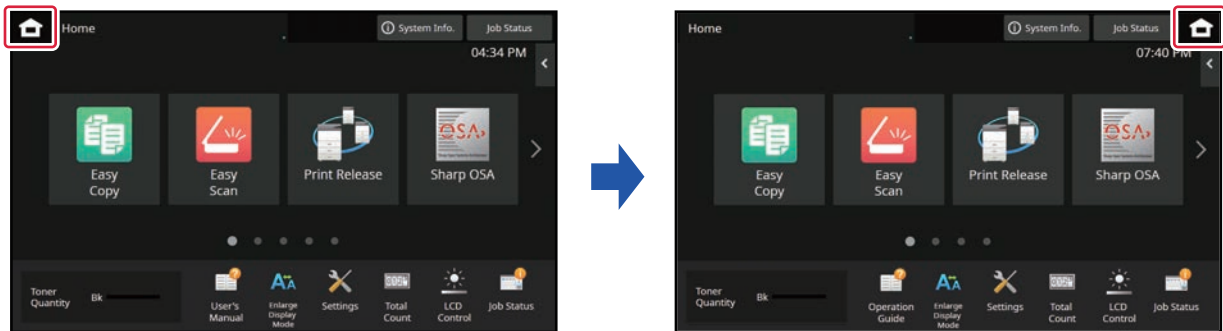 Home
System Info.
Job Status
04:34 PM
Easy
Copy
Easy
Scan
Print Release
OSA
Sharp OSA
Toner
Quantity
Bk
User's
Manual
Enlarge
Display
Mode
Settings
Total
Count
LCD
Control
Job Status
Home
System Info.
Job Status
07:40 PM
Easy
Copy
Easy
Scan
Print Release
OSA
Sharp OSA
Toner
Quantity
Bk
Operation
Guide
Enlarge
Display
Mode
Settings
Total
Count
LCD
Control
Job Status